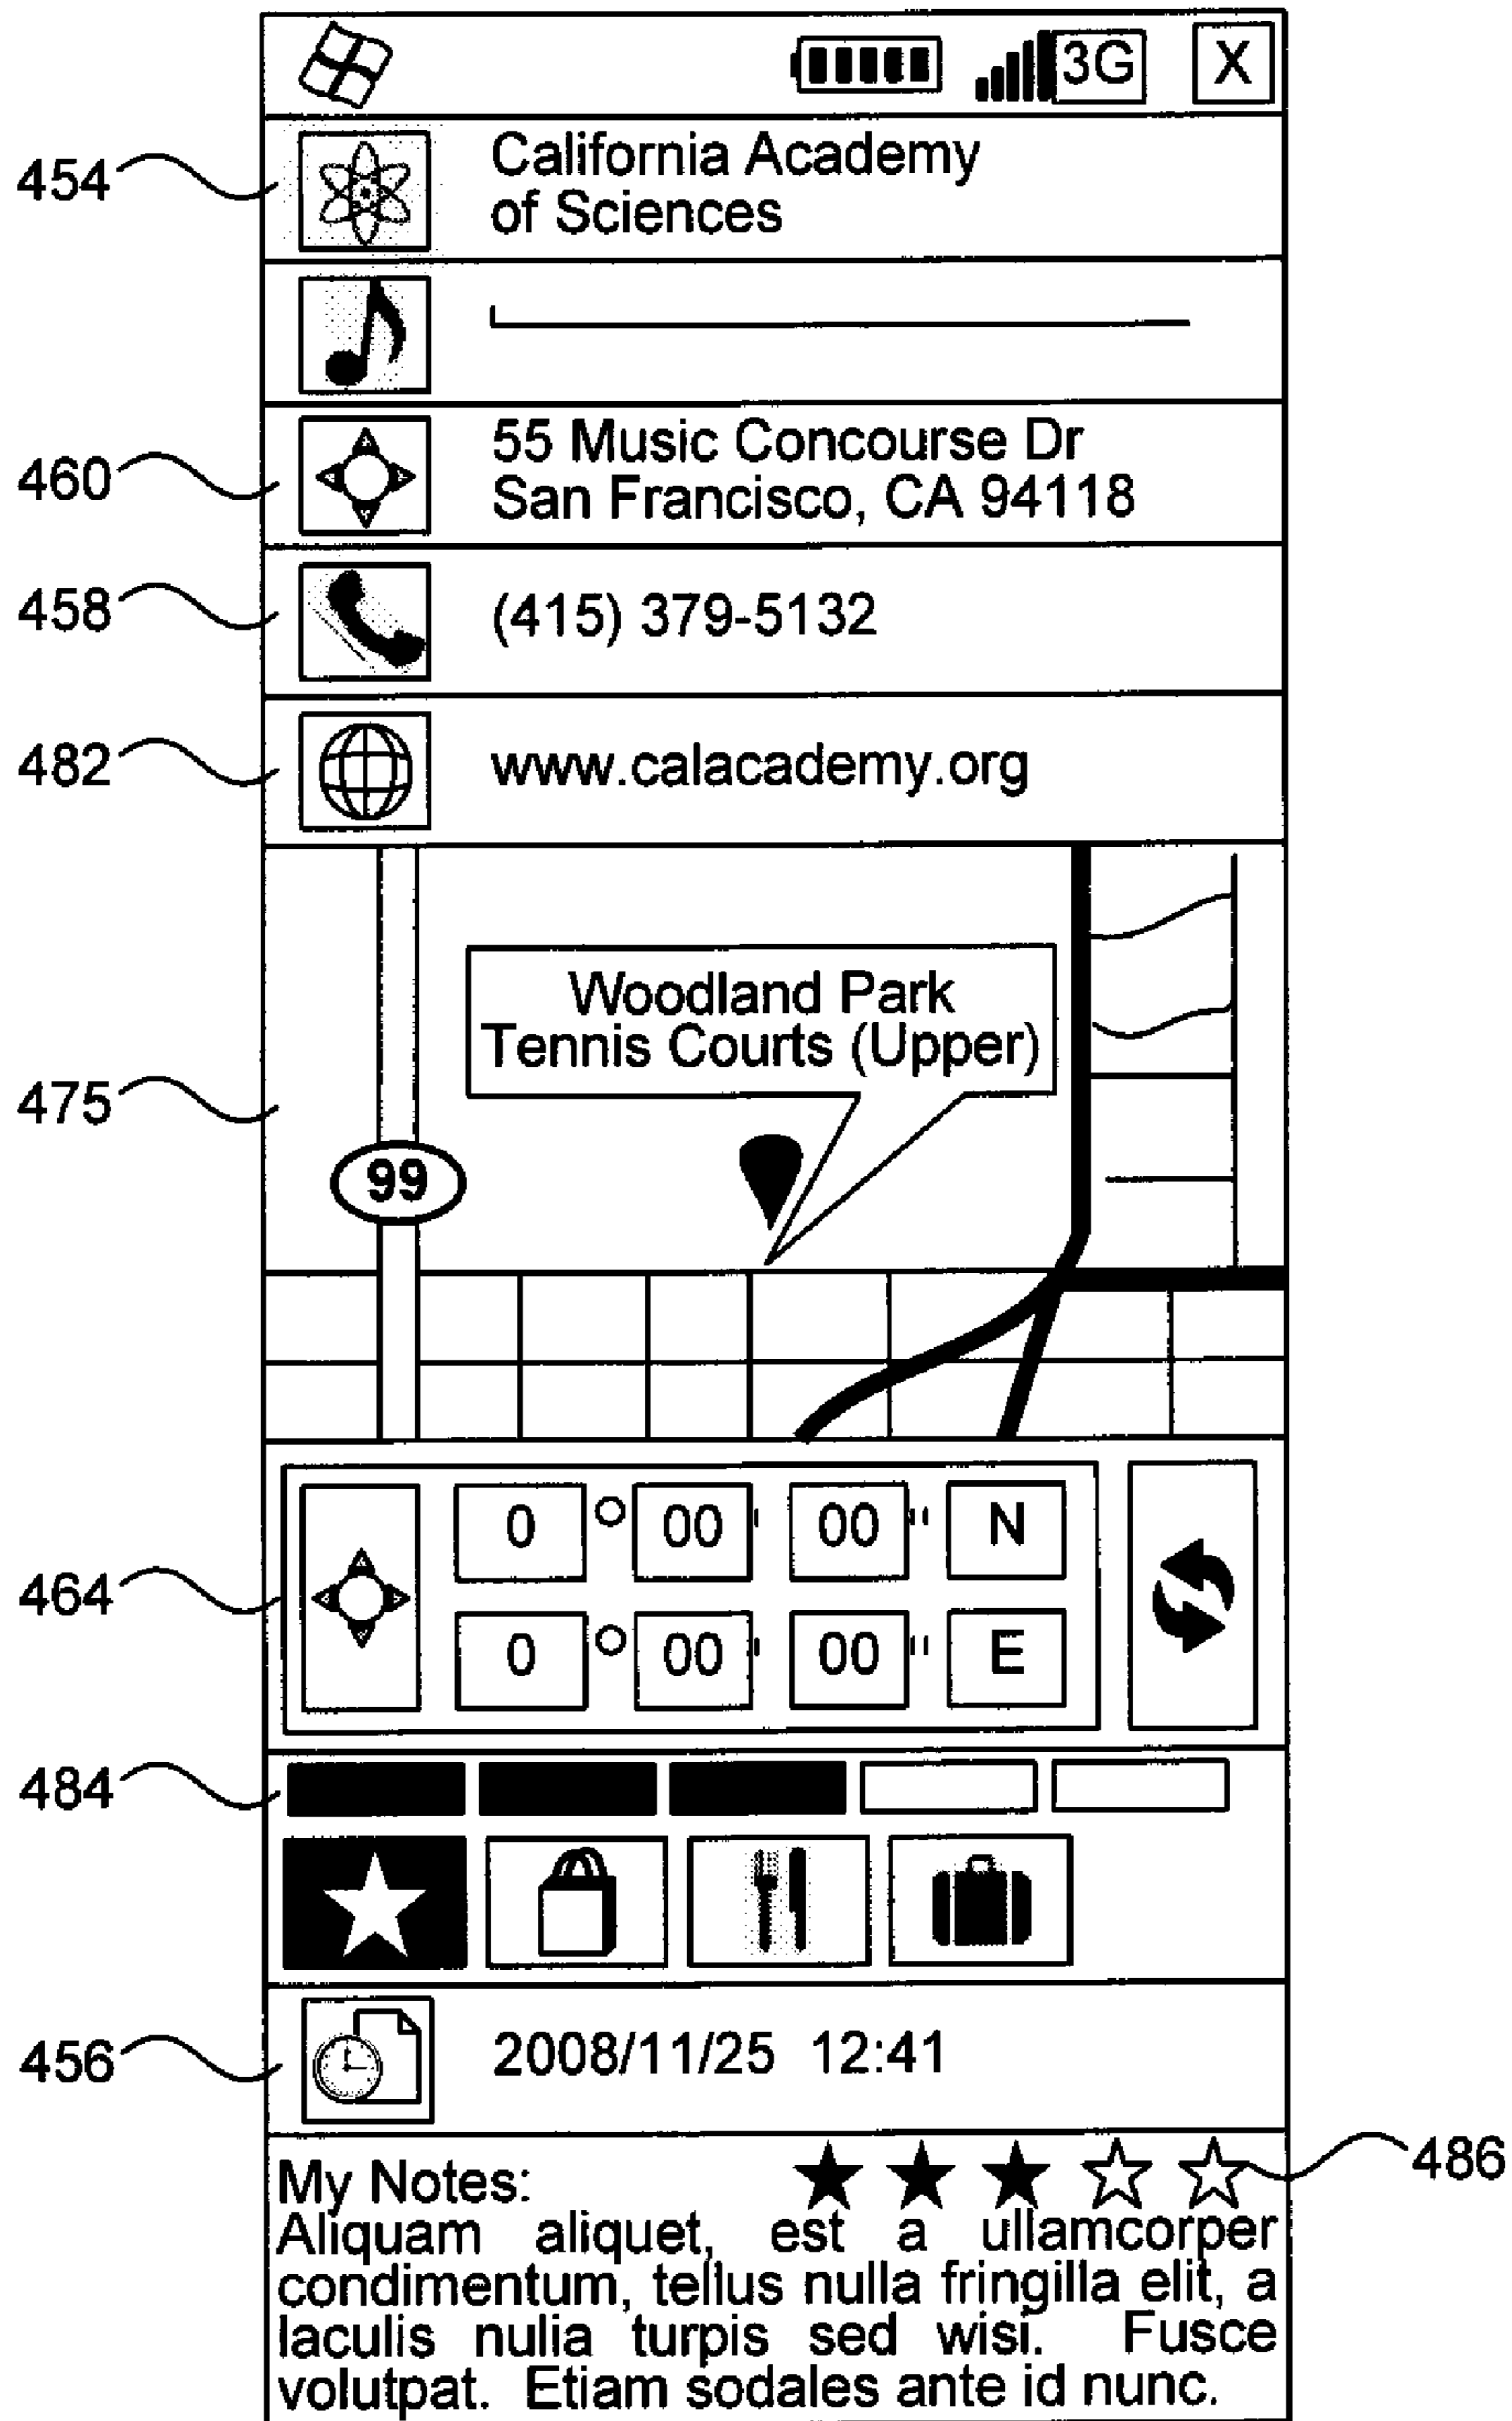 3G X
454
California Academy
of Sciences
460
55 Music Concourse Dr
San Francisco, CA 94118
458
(415) 379-5132
482
www.calacademy.org
475
Woodland Park
Tennis Courts (Upper)
99
464
0 ° 00 ' 00 " N
0 ° 00 ' 00 " E
484
456
2008/11/25 12:41
My Notes:
486
Aliquam aliquet, est a ullamcorper
condimentum, tellus nulla fringilla elit, a
laculis nulia turpis sed wisi. Fusce
volutpat. Etiam sodales ante id nunc.